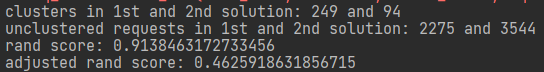 clusters in 1st and 2nd solution: 249 and 94
unclustered requests in 1st and 2nd solution: 2275 and 3544
rand score: 0.9138463172733456
adjusted rand score: 0.4625918631856715